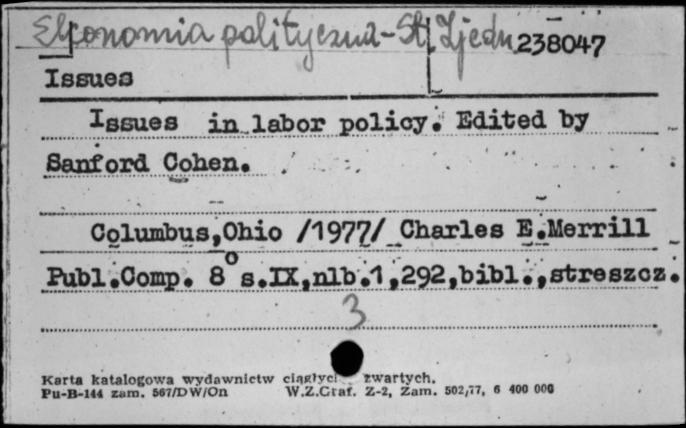 Ekonomia polityczna-St. Zjedn. 238047
Issues
Issues in labor policy. Edited by
Sanford Cohen.
Columbus,Ohio /1977/ Charles E.Merrill
Publ.Comp. 8° s.IX,nlb.1,292,bibl.,streszcz.
3
Karta katalogowa wydawnictw ciągłyc zwartych.
Pu-B-144 zam. 567/DW/On W.Z.Graf. Z-2, Zam. 502,77, 6 400 000